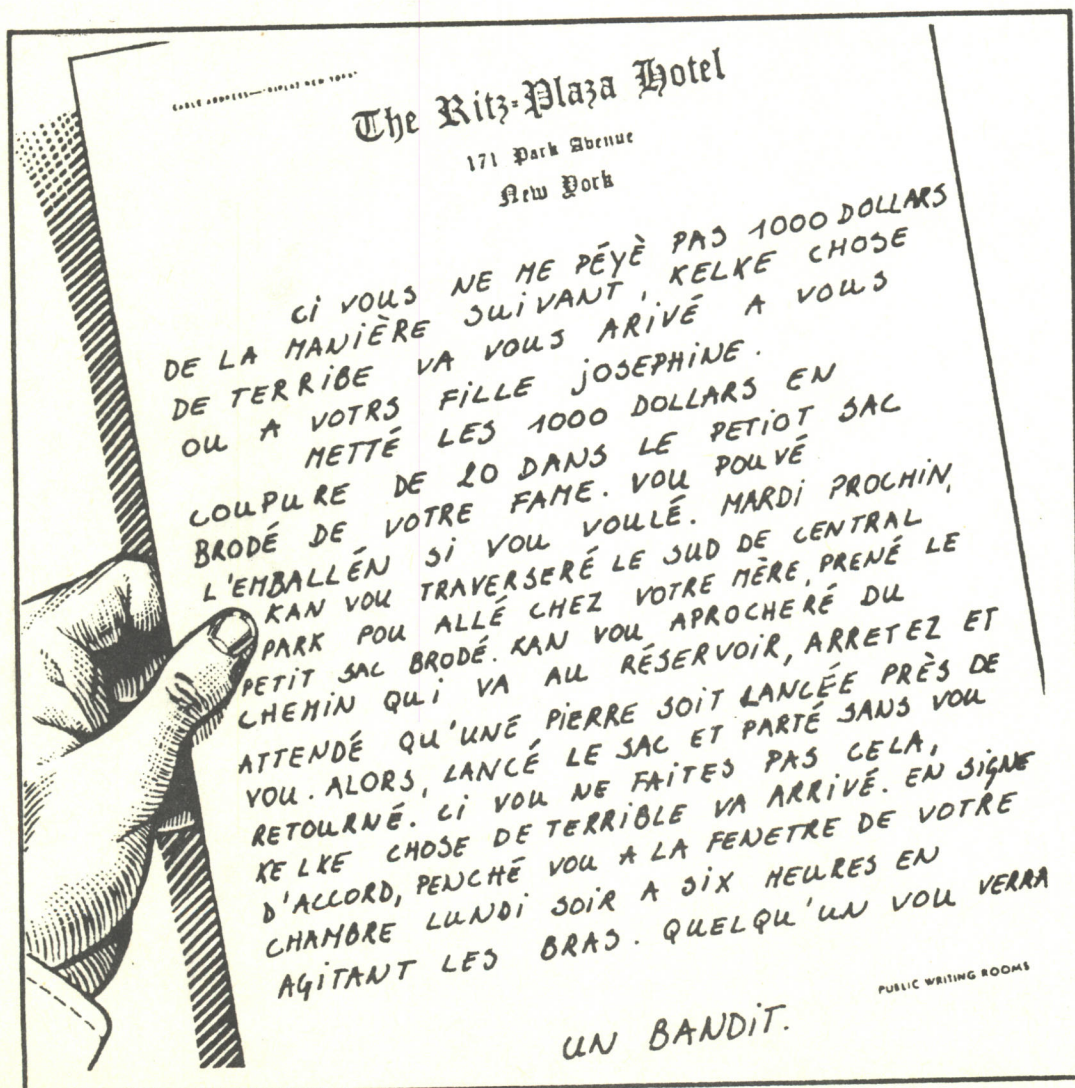 CABLE ADDRESS—"RIPLAZ NEW YORK"
The Ritz-Plaza Hotel
171 Park Avenue
New York
CI VOUS NE ME PÉYÈ PAS 1000 DOLLARS
DE LA MANIÈRE SUIVANT, KELKE CHOSE
DE TERRIBE VA VOUS ARIVÉ A VOUS
OU A VOTRS FILLE JOSEPHINE.
METTÉ LES 1000 DOLLARS EN
COUPURE DE 20 DANS LE PETIOT SAC
BRODÉ DE VOTRE FAME. VOU POUVÉ
L'EMBALLÉN SI VOU VOULÉ. MARDI PROCHIN,
KAN VOU TRAVERSERÉ LE SUD DE CENTRAL
PARK POU ALLÉ CHEZ VOTRE MÈRE, PRENÉ LE
PETIT SAC BRODÉ. KAN VOU APROCHERÉ DU
CHEMIN QUI VA AU RÉSERVOIR, ARRETEZ ET
ATTENDÉ QU'UNE PIERRE SOIT LANCÉE PRÈS DE
VOU. ALORS, LANCÉ LE SAC ET PARTÉ SANS VOU
RETOURNÉ. CI VOU NE FAITES PAS CELA,
KELKE CHOSE DE TERRIBLE VA ARRIVÉ. EN SIGNE
D'ACCORD, PENCHÉ VOU A LA FENETRE DE VOTRE
CHAMBRE LUNDI SOIR A SIX HEURES EN
AGITANT LES BRAS. QUELQU'UN VOU VERRA
PUBLIC WRITING ROOMS
UN BANDIT.